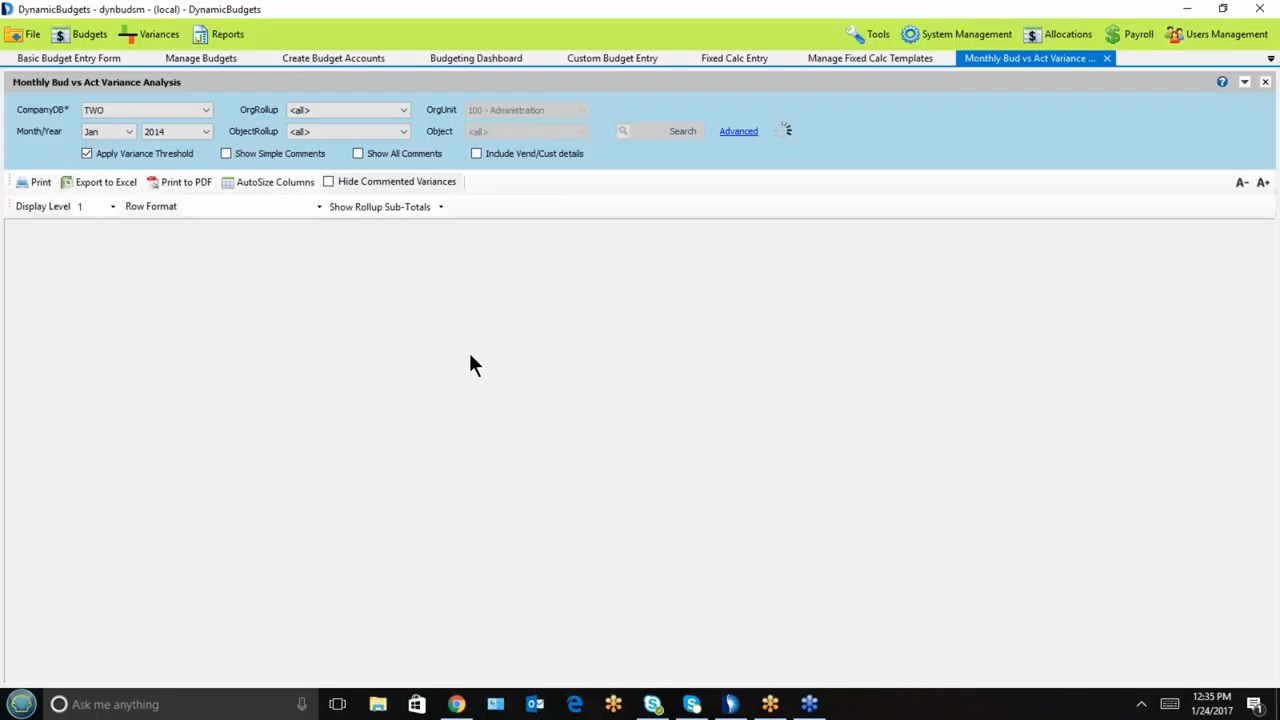 DynamicBudgets - dynbudsm - (local) - DynamicBudgets
File Budgets Variances Reports Tools System Management Allocations Payroll Users Management
Basic Budget Entry Form Manage Budgets Create Budget Accounts Budgeting Dashboard Custom Budget Entry Fixed Calc Entry Manage Fixed Calc Templates Monthly Bud vs Act Variance ...
Monthly Bud vs Act Variance Analysis
CompanyDB* TWO OrgRollup <all> OrgUnit 100 - Administration
Month/Year Jan 2014 ObjectRollup <all> Object <all> Search Advanced
Apply Variance Threshold Show Simple Comments Show All Comments Include Vend/Cust details
Print Export to Excel Print to PDF AutoSize Columns Hide Commented Variances A- A+
Display Level 1 Row Format Show Rollup Sub-Totals
Ask me anything
12:35 PM
1/24/2017